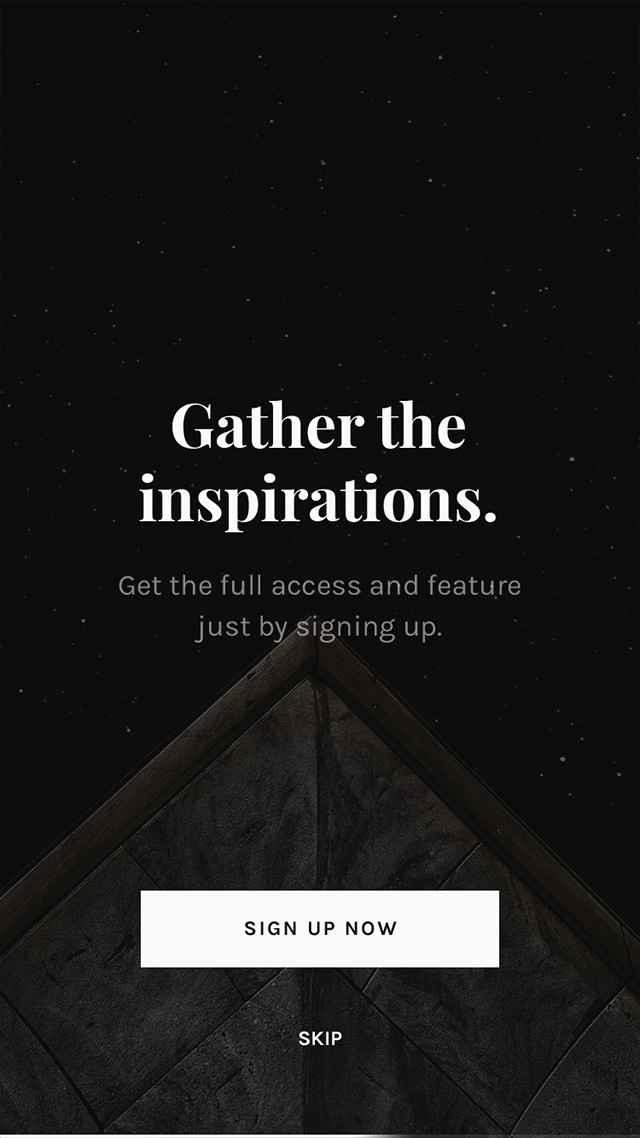 Gather the
inspirations.
Get the full access and feature
just by signing up.
SIGN UP NOW
SKIP